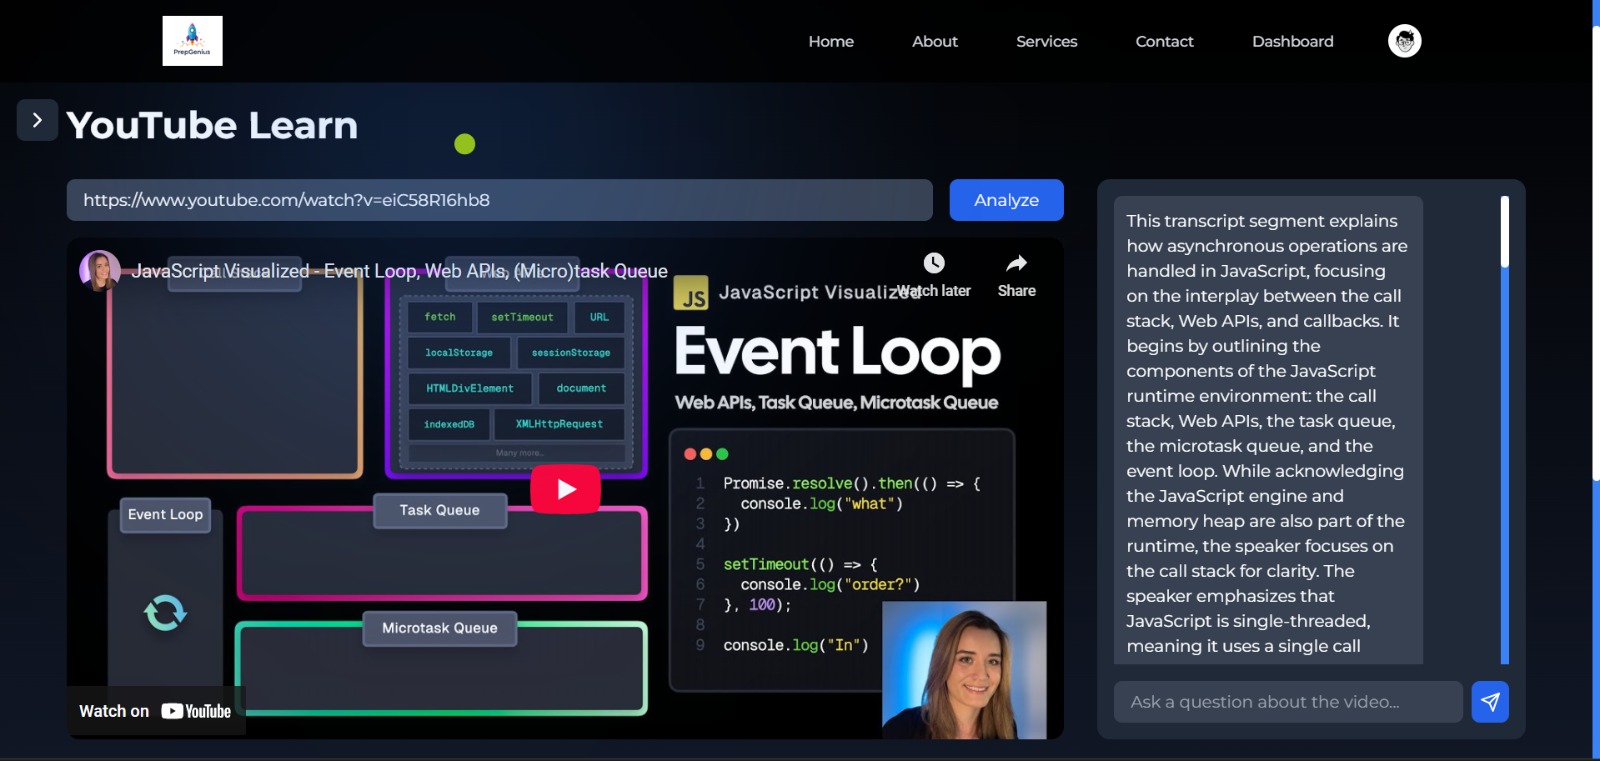 PrepGenius
Home
About
Services
Contact
Dashboard
YouTube Learn
https://www.youtube.com/watch?v=eiC58R16hb8
Analyze
JavaScript Visualized - Event Loop, Web APIs, (Micro)task Queue
Watch later
Share
fetch
setTimeout
URL
localStorage
sessionStorage
HTMLDivElement
document
indexedDB
XMLHttpRequest
Many more..
JS
JavaScript Visualized
Event Loop
Web APIs, Task Queue, Microtask Queue
1 Promise.resolve().then(() => {
2 console.log("what")
3 })
4
5 setTimeout(() => {
6 console.log("order?")
7 }, 100);
8
9 console.log("In")
Event Loop
Task Queue
Microtask Queue
Watch on YouTube
This transcript segment explains
how asynchronous operations are
handled in JavaScript, focusing
on the interplay between the call
stack, Web APIs, and callbacks. It
begins by outlining the
components of the JavaScript
runtime environment: the call
stack, Web APIs, the task queue,
the microtask queue, and the
event loop. While acknowledging
the JavaScript engine and
memory heap are also part of the
runtime, the speaker focuses on
the call stack for clarity. The
speaker emphasizes that
JavaScript is single-threaded,
meaning it uses a single call
Ask a question about the video...